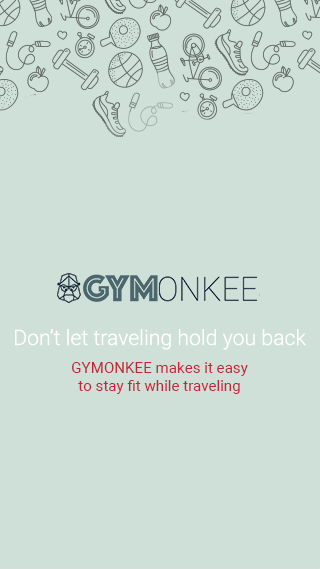 GYMONKEE
Don't let traveling hold you back
GYMONKEE makes it easy
to stay fit while traveling